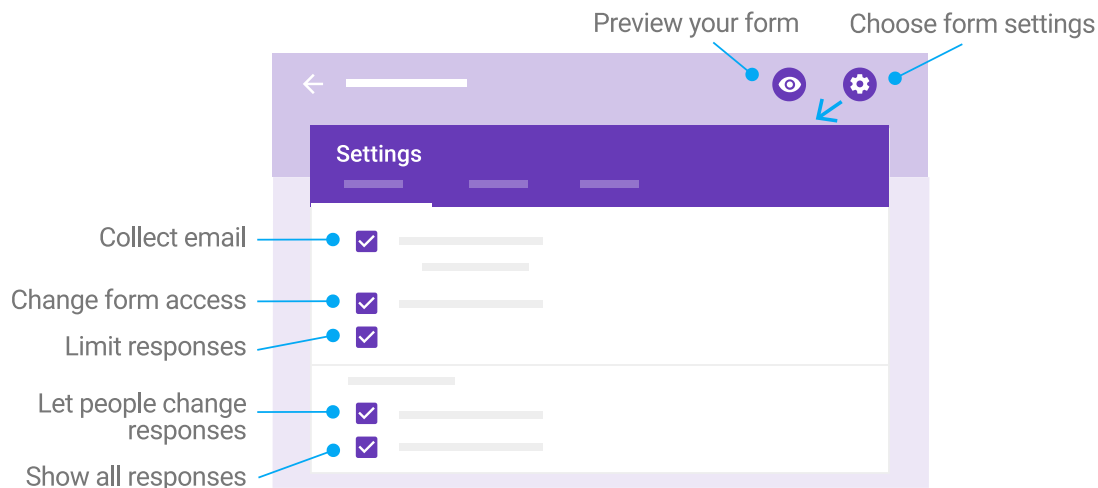 Preview your form
Choose form settings
Settings
Collect email
Change form access
Limit responses
Let people change
responses
Show all responses